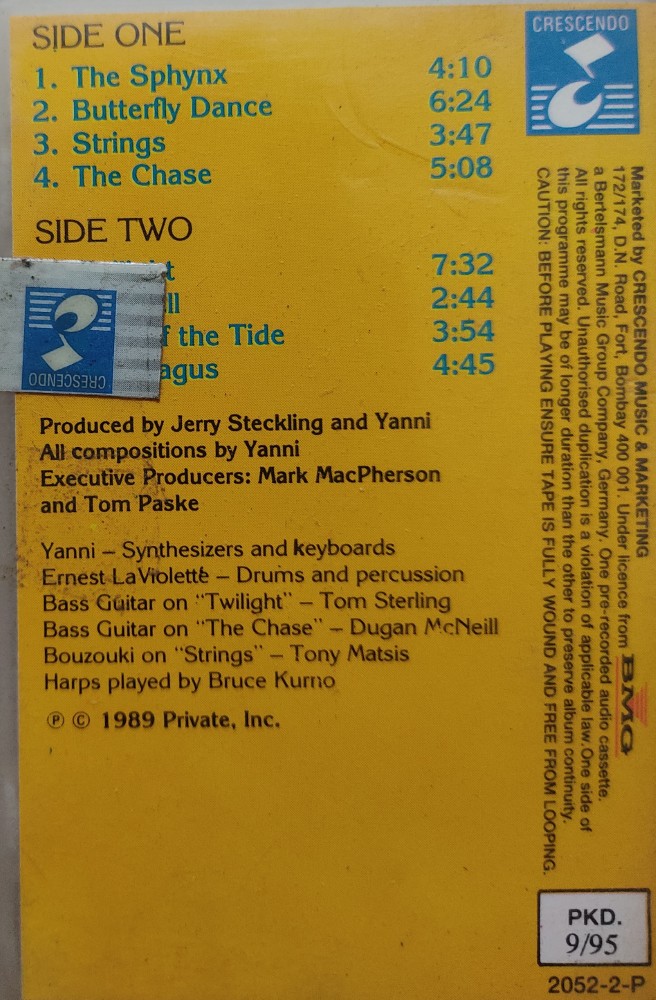 SIDE ONE
1. The Sphynx 4:10
2. Butterfly Dance 6:24
3. Strings 3:47
4. The Chase 5:08
SIDE TWO
7:32
2:44
the Tide 3:54
4:45
Produced by Jerry Steckling and Yanni
All compositions by Yanni
Executive Producers: Mark MacPherson
and Tom Paske
Yanni – Synthesizers and keyboards
Ernest LaViolette – Drums and percussion
Bass Guitar on "Twilight" – Tom Sterling
Bass Guitar on "The Chase" – Dugan McNeill
Bouzouki on "Strings" – Tony Matsis
Harps played by Bruce Kurno
℗ © 1989 Private, Inc.
CRESCENDO
CRESCENDO
Marketed by CRESCENDO MUSIC & MARKETING
172/174, D.N. Road, Fort, Bombay 400 001. Under licence from BMG
a Bertelsmann Music Group Company, Germany. One pre-recorded audio cassette.
All rights reserved. Unauthorised duplication is a violation of applicable law. One side of
this programme may be of longer duration than the other to preserve album continuity.
CAUTION: BEFORE PLAYING ENSURE TAPE IS FULLY WOUND AND FREE FROM LOOPING.
PKD.
9/95
2052-2-P